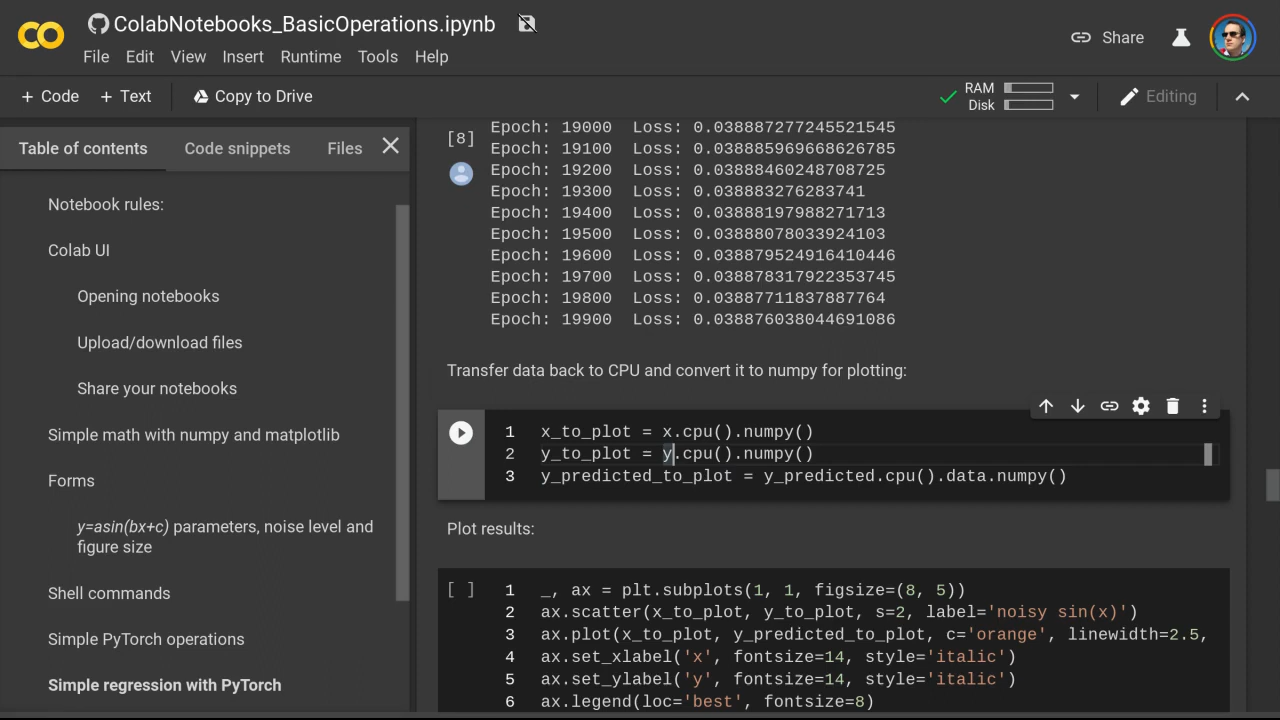 CO ColabNotebooks_BasicOperations.ipynb
File Edit View Insert Runtime Tools Help
Share
+ Code + Text Copy to Drive
RAM
Disk
Editing
Table of contents Code snippets Files
Notebook rules:
Colab UI
Opening notebooks
Upload/download files
Share your notebooks
Simple math with numpy and matplotlib
Forms
y=asin(bx+c) parameters, noise level and
figure size
Shell commands
Simple PyTorch operations
Simple regression with PyTorch
[8]
Epoch: 19000 Loss: 0.038887277245521545
Epoch: 19100 Loss: 0.038885969668626785
Epoch: 19200 Loss: 0.03888460248708725
Epoch: 19300 Loss: 0.038883276283741
Epoch: 19400 Loss: 0.03888197988271713
Epoch: 19500 Loss: 0.03888078033924103
Epoch: 19600 Loss: 0.038879524916410446
Epoch: 19700 Loss: 0.038878317922353745
Epoch: 19800 Loss: 0.03887711837887764
Epoch: 19900 Loss: 0.038876038044691086
Transfer data back to CPU and convert it to numpy for plotting:
1 x_to_plot = x.cpu().numpy()
2 y_to_plot = y.cpu().numpy()
3 y_predicted_to_plot = y_predicted.cpu().data.numpy()
Plot results:
[ ] 1 _, ax = plt.subplots(1, 1, figsize=(8, 5))
2 ax.scatter(x_to_plot, y_to_plot, s=2, label='noisy sin(x)')
3 ax.plot(x_to_plot, y_predicted_to_plot, c='orange', linewidth=2.5,
4 ax.set_xlabel('x', fontsize=14, style='italic')
5 ax.set_ylabel('y', fontsize=14, style='italic')
6 ax.legend(loc='best', fontsize=8)